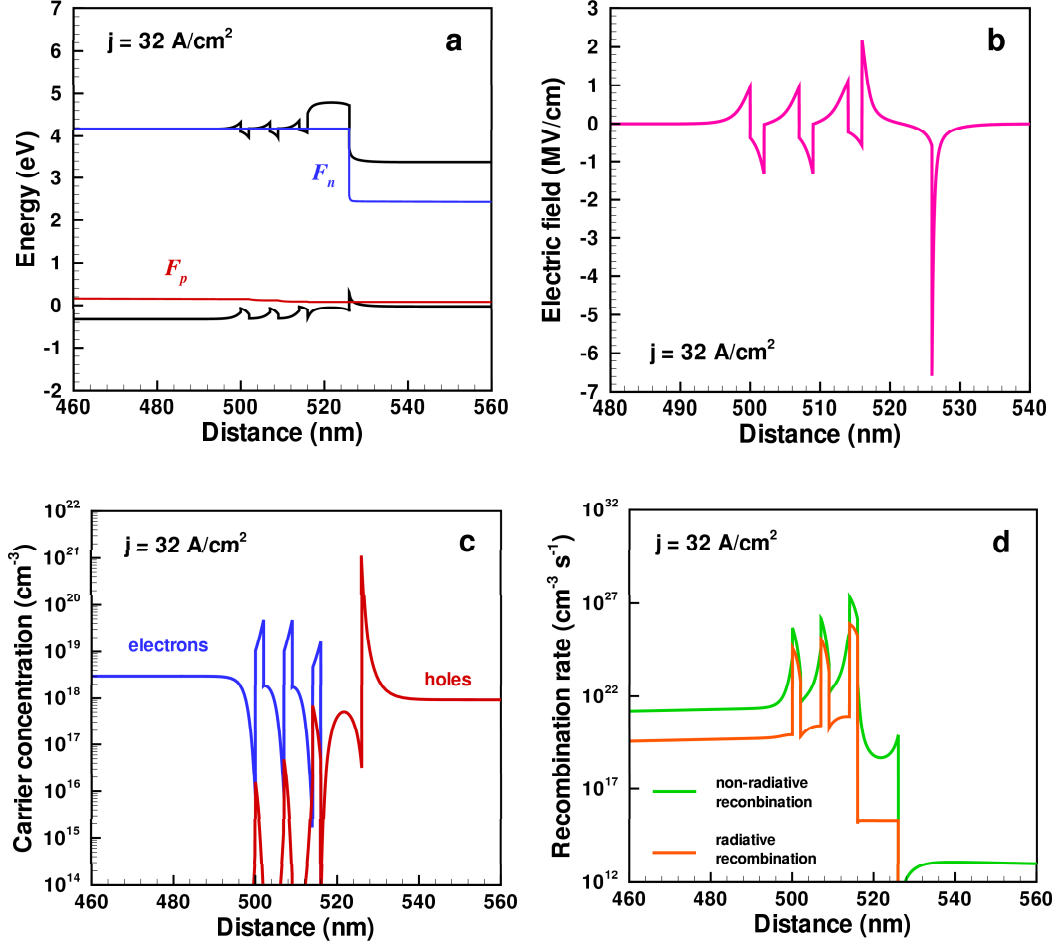 j = 32 A/cm²
a
Fₙ
Fₚ
Energy (eV)
7
6
5
4
3
2
1
0
-1
-2
460 480 500 520 540 560
Distance (nm)
b
j = 32 A/cm²
Electric field (MV/cm)
3
2
1
0
-1
-2
-3
-4
-5
-6
-7
480 490 500 510 520 530 540
Distance (nm)
j = 32 A/cm²
c
electrons
holes
Carrier concentration (cm⁻³)
10²²
10²¹
10²⁰
10¹⁹
10¹⁸
10¹⁷
10¹⁶
10¹⁵
10¹⁴
460 480 500 520 540 560
Distance (nm)
j = 32 A/cm²
d
non-radiative
reconbination
radiative
recombination
Recombination rate (cm⁻³ s⁻¹)
10³²
10²⁷
10²²
10¹⁷
10¹²
460 480 500 520 540 560
Distance (nm)